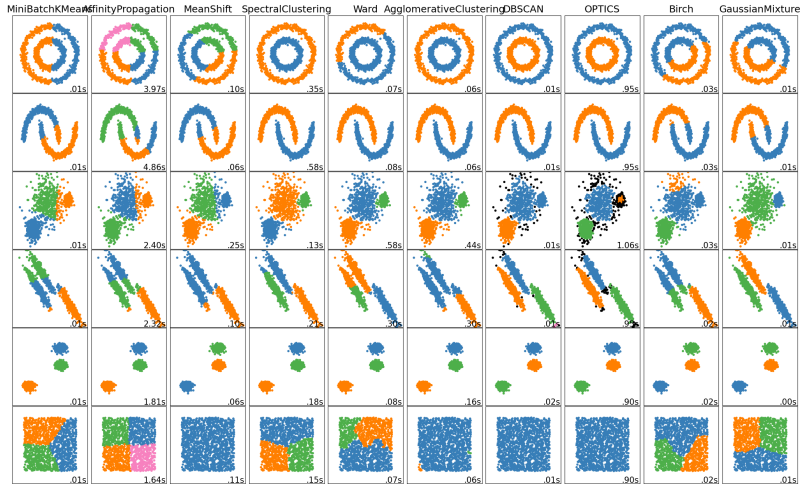 MiniBatchKMeans AffinityPropagation MeanShift SpectralClustering Ward AgglomerativeClustering DBSCAN OPTICS Birch GaussianMixture
.01s 3.97s .10s .35s .07s .06s .01s .95s .03s .01s
.01s 4.86s .06s .58s .08s .06s .01s .95s .03s .01s
.01s 2.40s .25s .13s .58s .44s .01s 1.06s .03s .01s
.01s 2.32s .10s .21s .30s .30s .01s .02s .01s
.01s 1.81s .06s .18s .08s .16s .02s .90s .02s .00s
.01s 1.64s .11s .15s .07s .06s .01s .90s .02s .01s